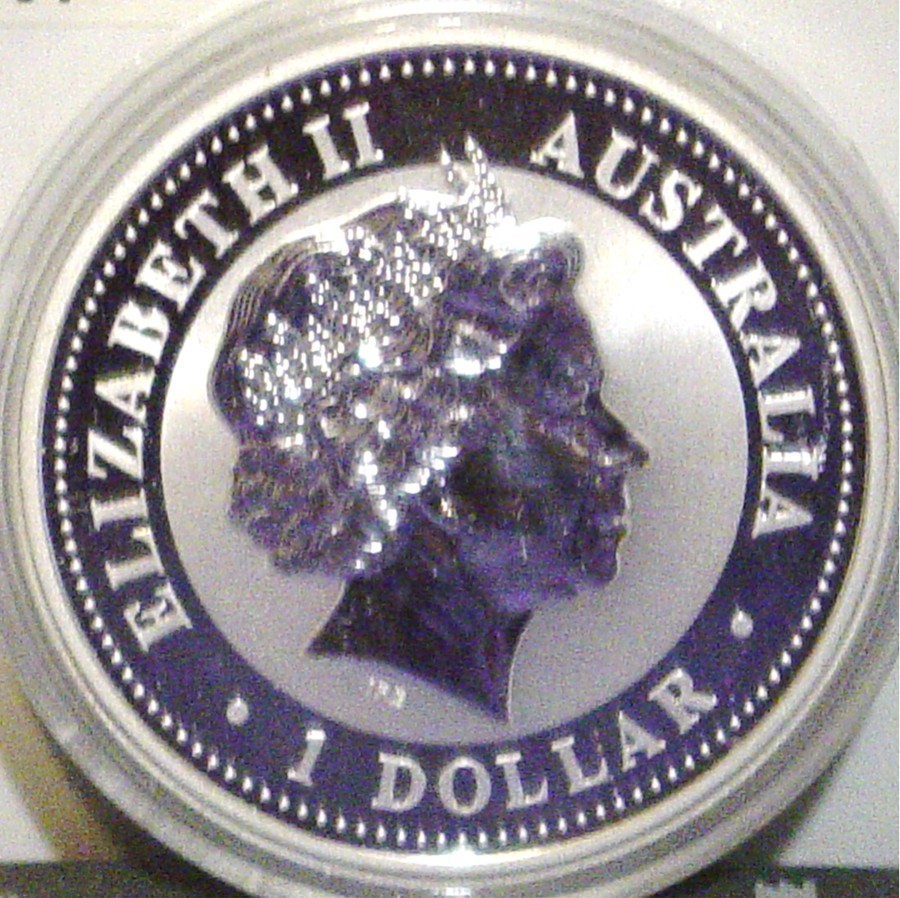 ELIZABETH II
AUSTRALIA
1 DOLLAR